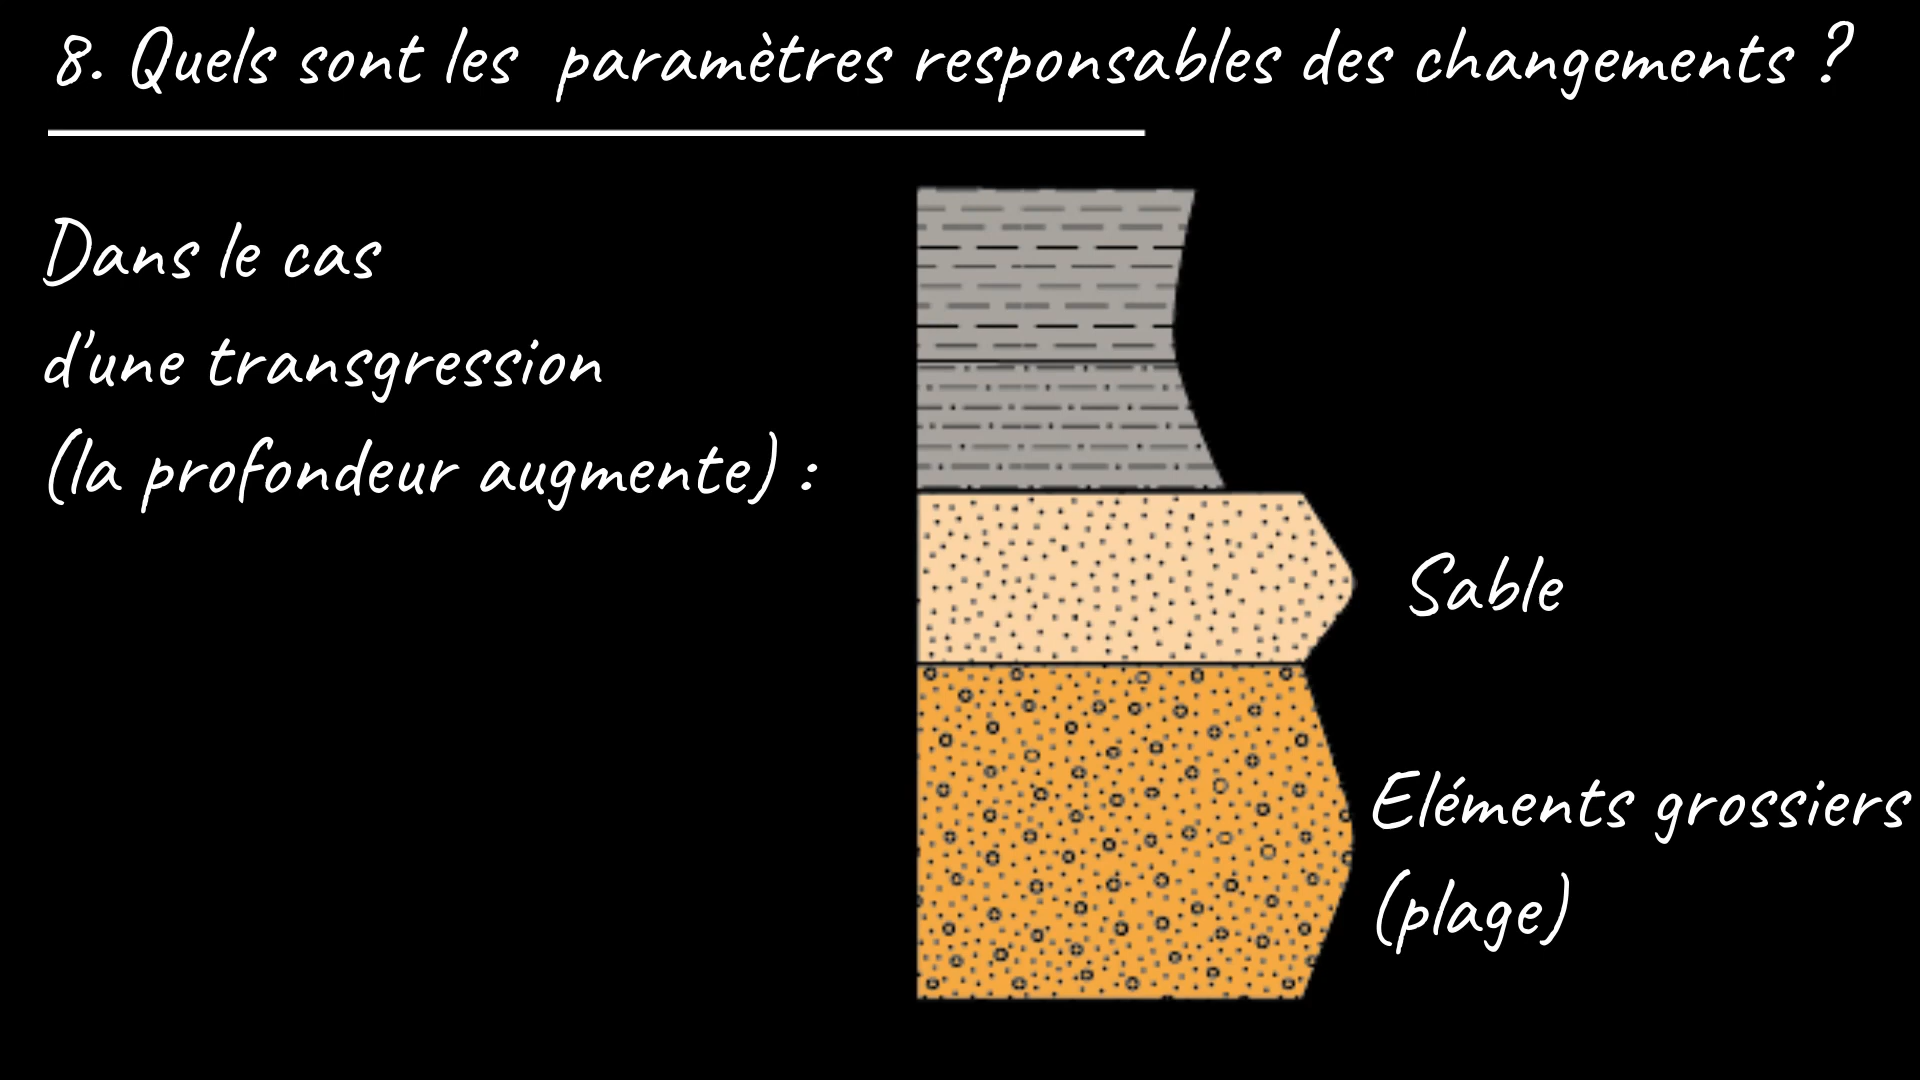 8. Quels sont les paramètres responsables des changements ?
Dans le cas
d'une transgression
(la profondeur augmente) :
Sable
Eléments grossiers
(plage)